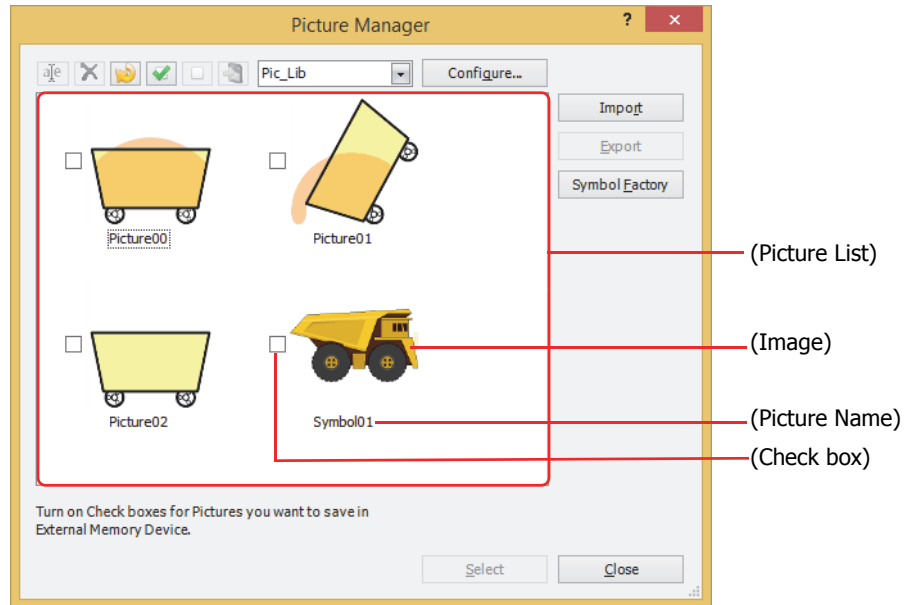 Picture Manager
?
Pic_Lib
Configure...
Import
Export
Symbol Factory
Picture00
Picture01
(Picture List)
(Image)
Picture02
Symbol01
(Picture Name)
(Check box)
Turn on Check boxes for Pictures you want to save in
External Memory Device.
Select
Close